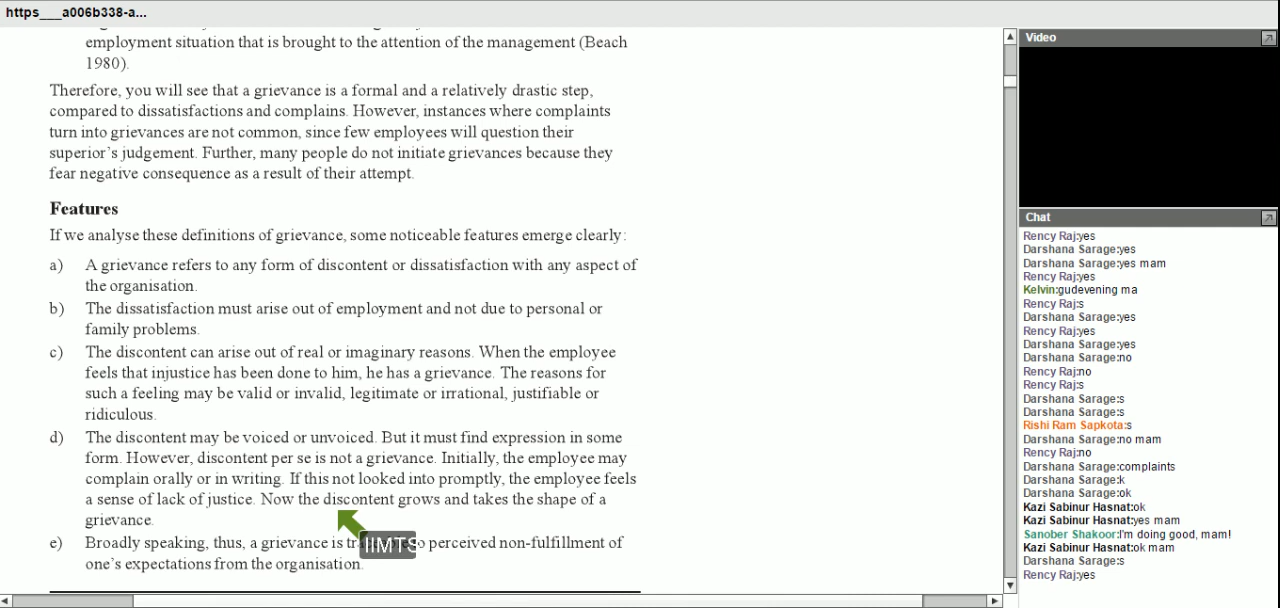 https___a006b338-a...
employment situation that is brought to the attention of the management (Beach
1980).
Therefore, you will see that a grievance is a formal and a relatively drastic step,
compared to dissatisfactions and complains. However, instances where complaints
turn into grievances are not common, since few employees will question their
superior's judgement. Further, many people do not initiate grievances because they
fear negative consequence as a result of their attempt.
Features
If we analyse these definitions of grievance, some noticeable features emerge clearly:
a) A grievance refers to any form of discontent or dissatisfaction with any aspect of
the organisation.
b) The dissatisfaction must arise out of employment and not due to personal or
family problems.
c) The discontent can arise out of real or imaginary reasons. When the employee
feels that injustice has been done to him, he has a grievance. The reasons for
such a feeling may be valid or invalid, legitimate or irrational, justifiable or
ridiculous.
d) The discontent may be voiced or unvoiced. But it must find expression in some
form. However, discontent per se is not a grievance. Initially, the employee may
complain orally or in writing. If this not looked into promptly, the employee feels
a sense of lack of justice. Now the discontent grows and takes the shape of a
grievance.
e) Broadly speaking, thus, a grievance is perceived non-fulfillment of
one's expectations from the organisation.
IIMTS
Video
Chat
Rency Raj:yes
Darshana Sarage:yes
Darshana Sarage:yes mam
Rency Raj:yes
Kelvin:gudevening ma
Rency Raj:s
Darshana Sarage:yes
Rency Raj:yes
Darshana Sarage:yes
Darshana Sarage:no
Rency Raj:no
Rency Raj:s
Darshana Sarage:s
Darshana Sarage:s
Rishi Ram Sapkota:s
Darshana Sarage:no mam
Rency Raj:no
Darshana Sarage:complaints
Darshana Sarage:k
Darshana Sarage:ok
Kazi Sabinur Hasnat:ok
Kazi Sabinur Hasnat:yes mam
Sanober Shakoor:I'm doing good, mam!
Kazi Sabinur Hasnat:ok mam
Darshana Sarage:s
Rency Raj:yes